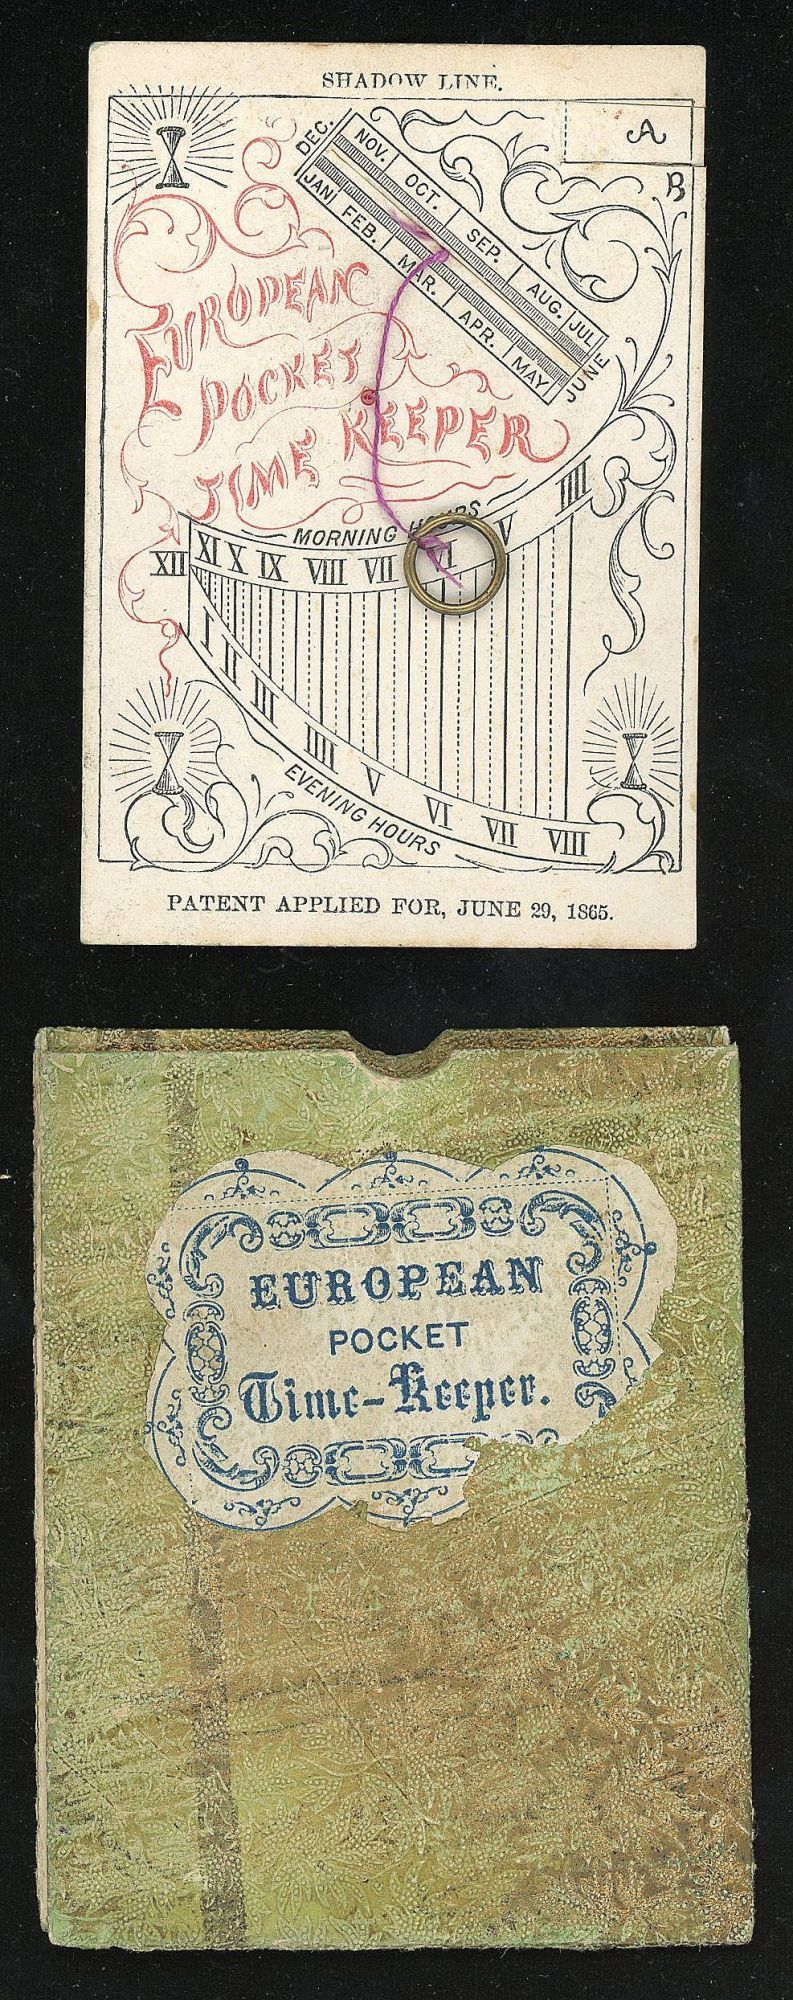 SHADOW LINE.
A
B
DEC.
NOV. OCT. SEP. AUG. JUL
JAN FEB. MAR. APR. MAY
JUNE
EUROPEAN
POCKET
TIME KEEPER
MORNING HOURS
XII XI X IX VIII VII VI V IIII
I II III IIII V VI VII VIII
EVENING HOURS
PATENT APPLIED FOR, JUNE 29, 1865.
EUROPEAN
POCKET
Time-Keeper.